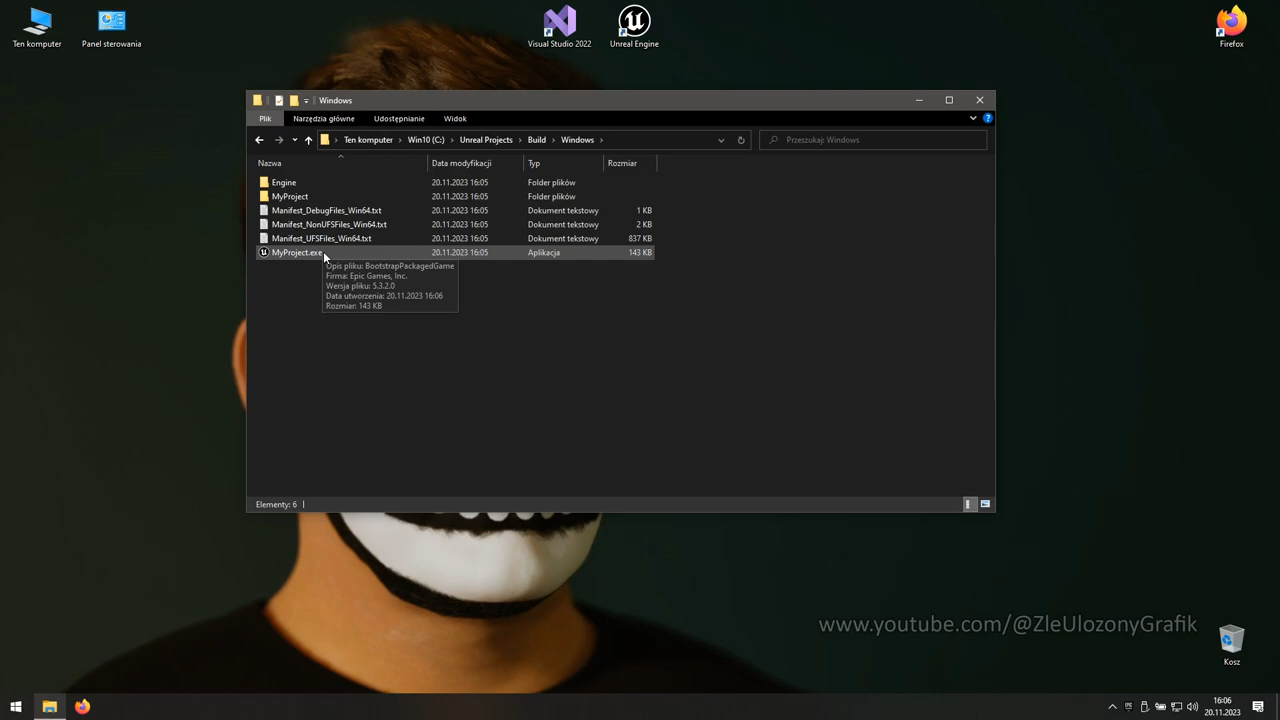 Ten komputer
Panel sterowania
Visual Studio 2022
Unreal Engine
Firefox
Windows
Plik
Narzędzia główne
Udostępnianie
Widok
Ten komputer
Win10 (C:)
Unreal Projects
Build
Windows
Przeszukaj: Windows
Nazwa
Data modyfikacji
Typ
Rozmiar
Engine 20.11.2023 16:05 Folder plików
MyProject 20.11.2023 16:05 Folder plików
Manifest_DebugFiles_Win64.txt 20.11.2023 16:05 Dokument tekstowy 1 KB
Manifest_NonUFSFiles_Win64.txt 20.11.2023 16:05 Dokument tekstowy 2 KB
Manifest_UFSFiles_Win64.txt 20.11.2023 16:05 Dokument tekstowy 837 KB
MyProject.exe 20.11.2023 16:05 Aplikacja 143 KB
Opis pliku: BootstrapPackagedGame
Firma: Epic Games, Inc.
Wersja pliku: 5.3.2.0
Data utworzenia: 20.11.2023 16:06
Rozmiar: 143 KB
Elementy: 6
www.youtube.com/@ZleUlozonyGrafik
Kosz
16:06
20.11.2023